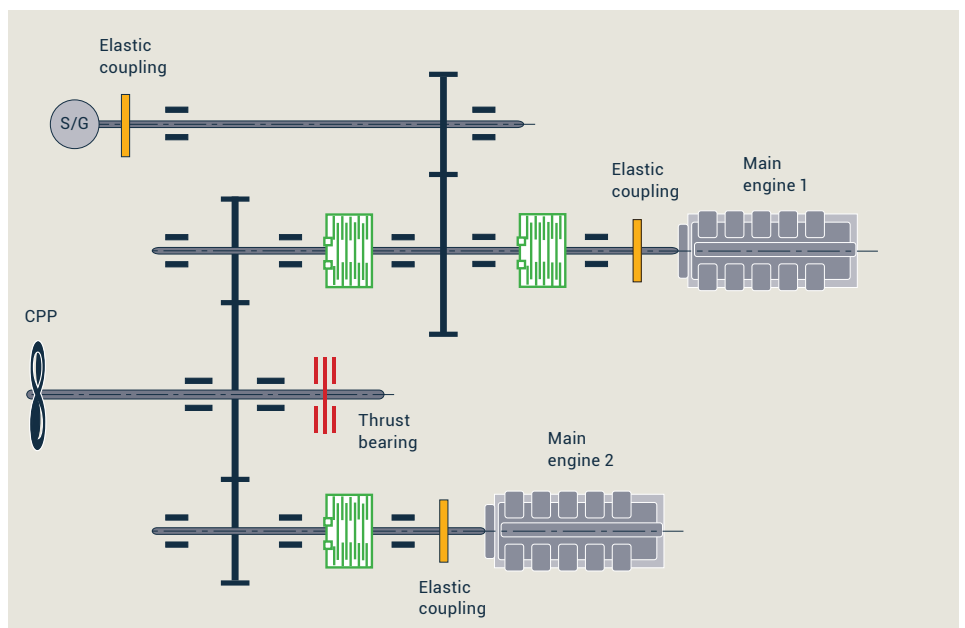 Elastic
coupling
S/G
Main
engine 1
Elastic
coupling
CPP
Thrust
bearing
Main
engine 2
Elastic
coupling